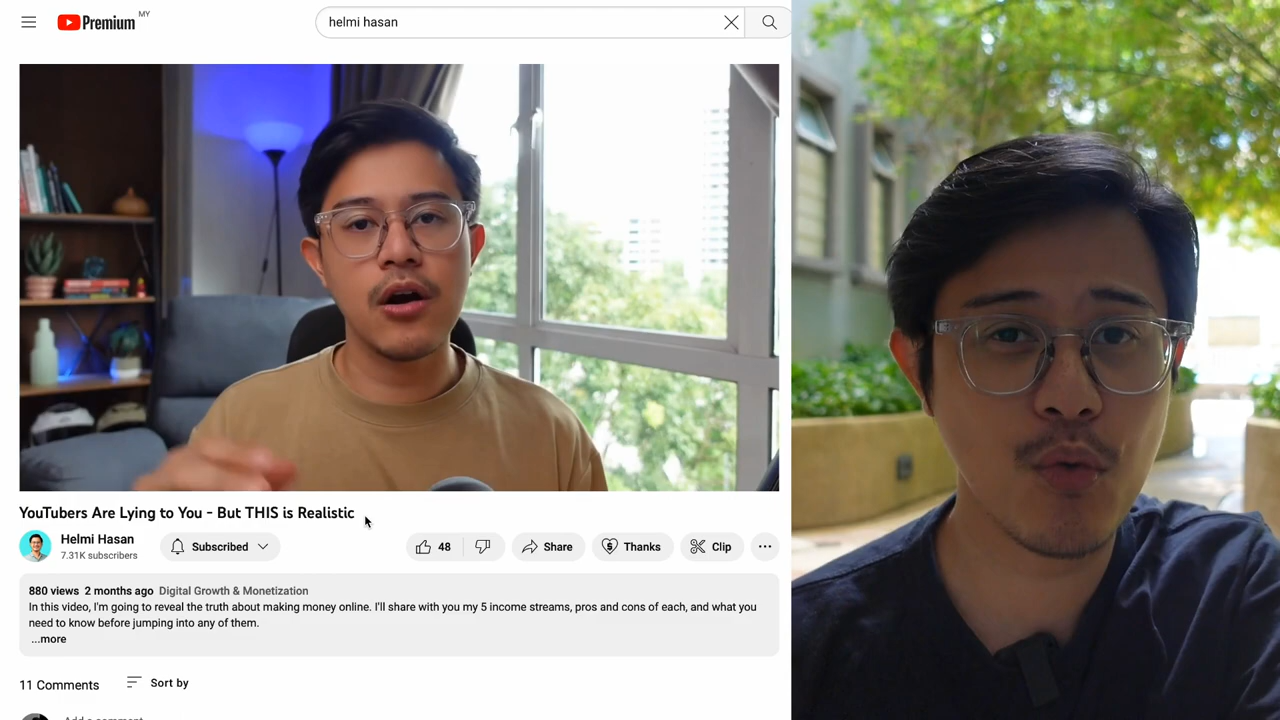 Premium MY
helmi hasan
YouTubers Are Lying to You - But THIS is Realistic
Helmi Hasan
7.31K subscribers
Subscribed
48
Share
Thanks
Clip
880 views 2 months ago Digital Growth & Monetization
In this video, I'm going to reveal the truth about making money online. I'll share with you my 5 income streams, pros and cons of each, and what you
need to know before jumping into any of them.
...more
11 Comments
Sort by
Add a comment